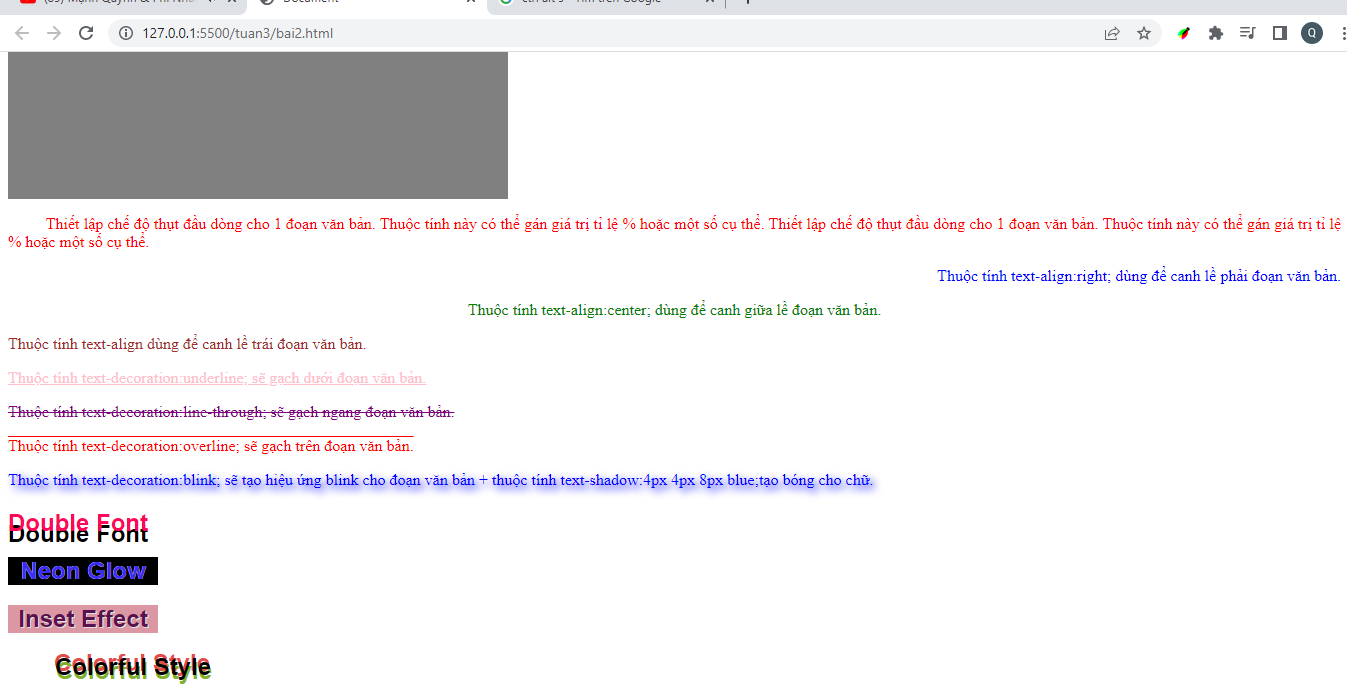 Document
127.0.0.1:5500/tuan3/bai2.html
Q
Thiết lập chế độ thụt đầu dòng cho 1 đoạn văn bản. Thuộc tính này có thể gán giá trị tỉ lệ % hoặc một số cụ thể. Thiết lập chế độ thụt đầu dòng cho 1 đoạn văn bản. Thuộc tính này có thể gán giá trị tỉ lệ
% hoặc một số cụ thể.
Thuộc tính text-align:right; dùng để canh lề phải đoạn văn bản.
Thuộc tính text-align:center; dùng để canh giữa lề đoạn văn bản.
Thuộc tính text-align dùng để canh lề trái đoạn văn bản.
Thuộc tính text-decoration:underline; sẽ gạch dưới đoạn văn bản.
Thuộc tính text-decoration:line-through; sẽ gạch ngang đoạn văn bản.
Thuộc tính text-decoration:overline; sẽ gạch trên đoạn văn bản.
Thuộc tính text-decoration:blink; sẽ tạo hiệu ứng blink cho đoạn văn bản + thuộc tính text-shadow:4px 4px 8px blue;tạo bóng cho chữ.
Double Font
Double Font
Neon Glow
Inset Effect
Colorful Style